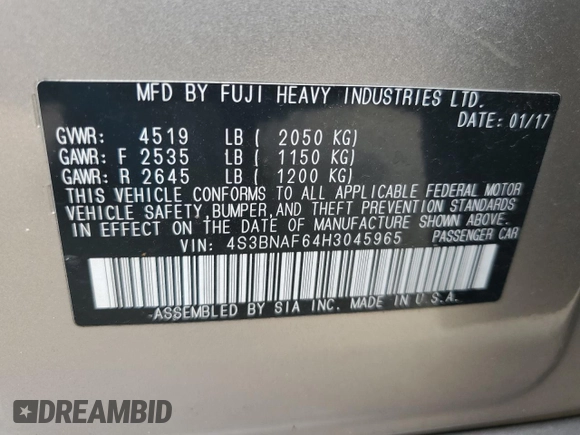 MFD BY FUJI HEAVY INDUSTRIES LTD.
DATE: 01/17
GVWR: 4519 LB ( 2050 KG)
GAWR: F 2535 LB ( 1150 KG)
GAWR: R 2645 LB ( 1200 KG)
THIS VEHICLE CONFORMS TO ALL APPLICABLE FEDERAL MOTOR
VEHICLE SAFETY, BUMPER, AND THEFT PREVENTION STANDARDS
IN EFFECT ON THE DATE OF MANUFACTURE SHOWN ABOVE.
VIN: 4S3BNAF64H3045965 PASSENGER CAR
ASSEMBLED BY SIA INC. MADE IN U.S.A.
DREAMBID